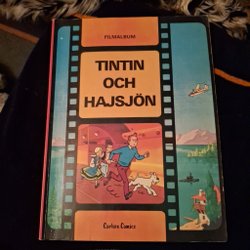 FILMALBUM
TINTIN
OCH
HAJSJÖN
Carlsen Comics